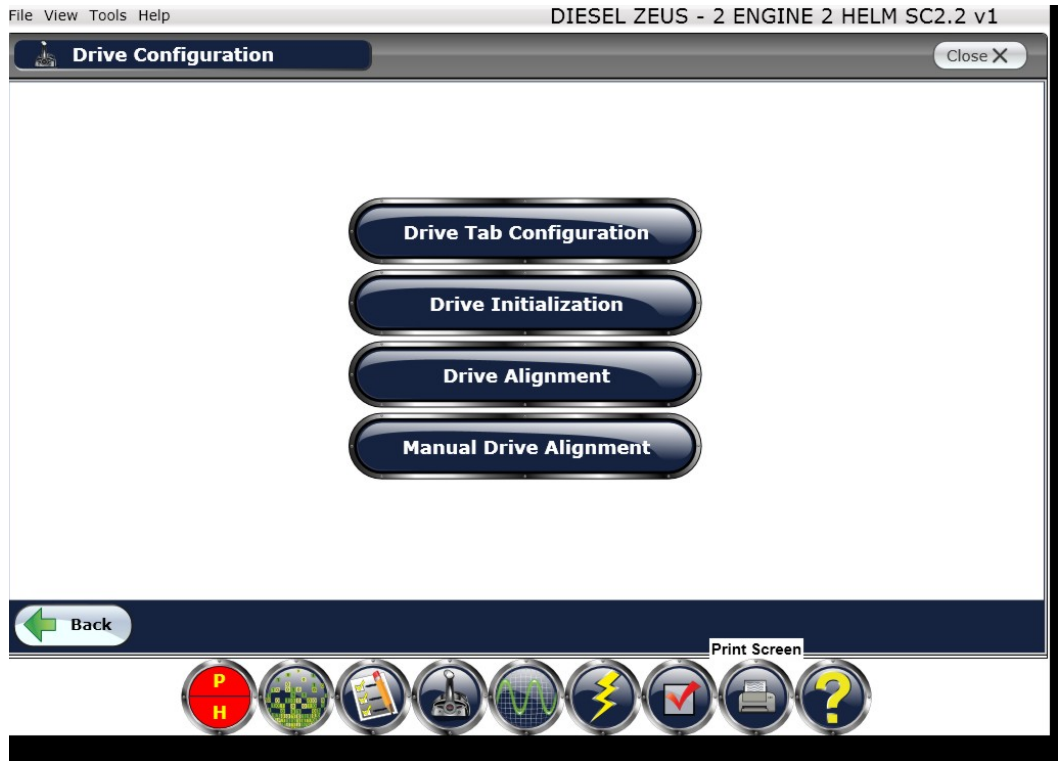 File View Tools Help DIESEL ZEUS - 2 ENGINE 2 HELM SC2.2 v1
Drive Configuration Close X
Drive Tab Configuration
Drive Initialization
Drive Alignment
Manual Drive Alignment
Back
Print Screen
P
H
?